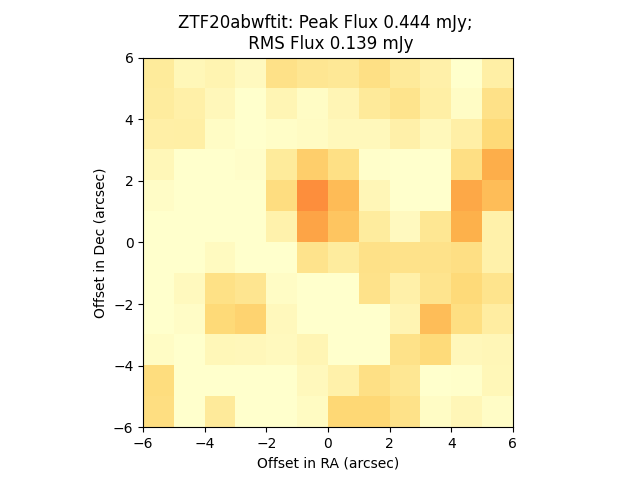 ZTF20abwftit: Peak Flux 0.444 mJy;
RMS Flux 0.139 mJy
6
4
2
0
−2
−4
−6
Offset in Dec (arcsec)
−6 −4 −2 0 2 4 6
Offset in RA (arcsec)